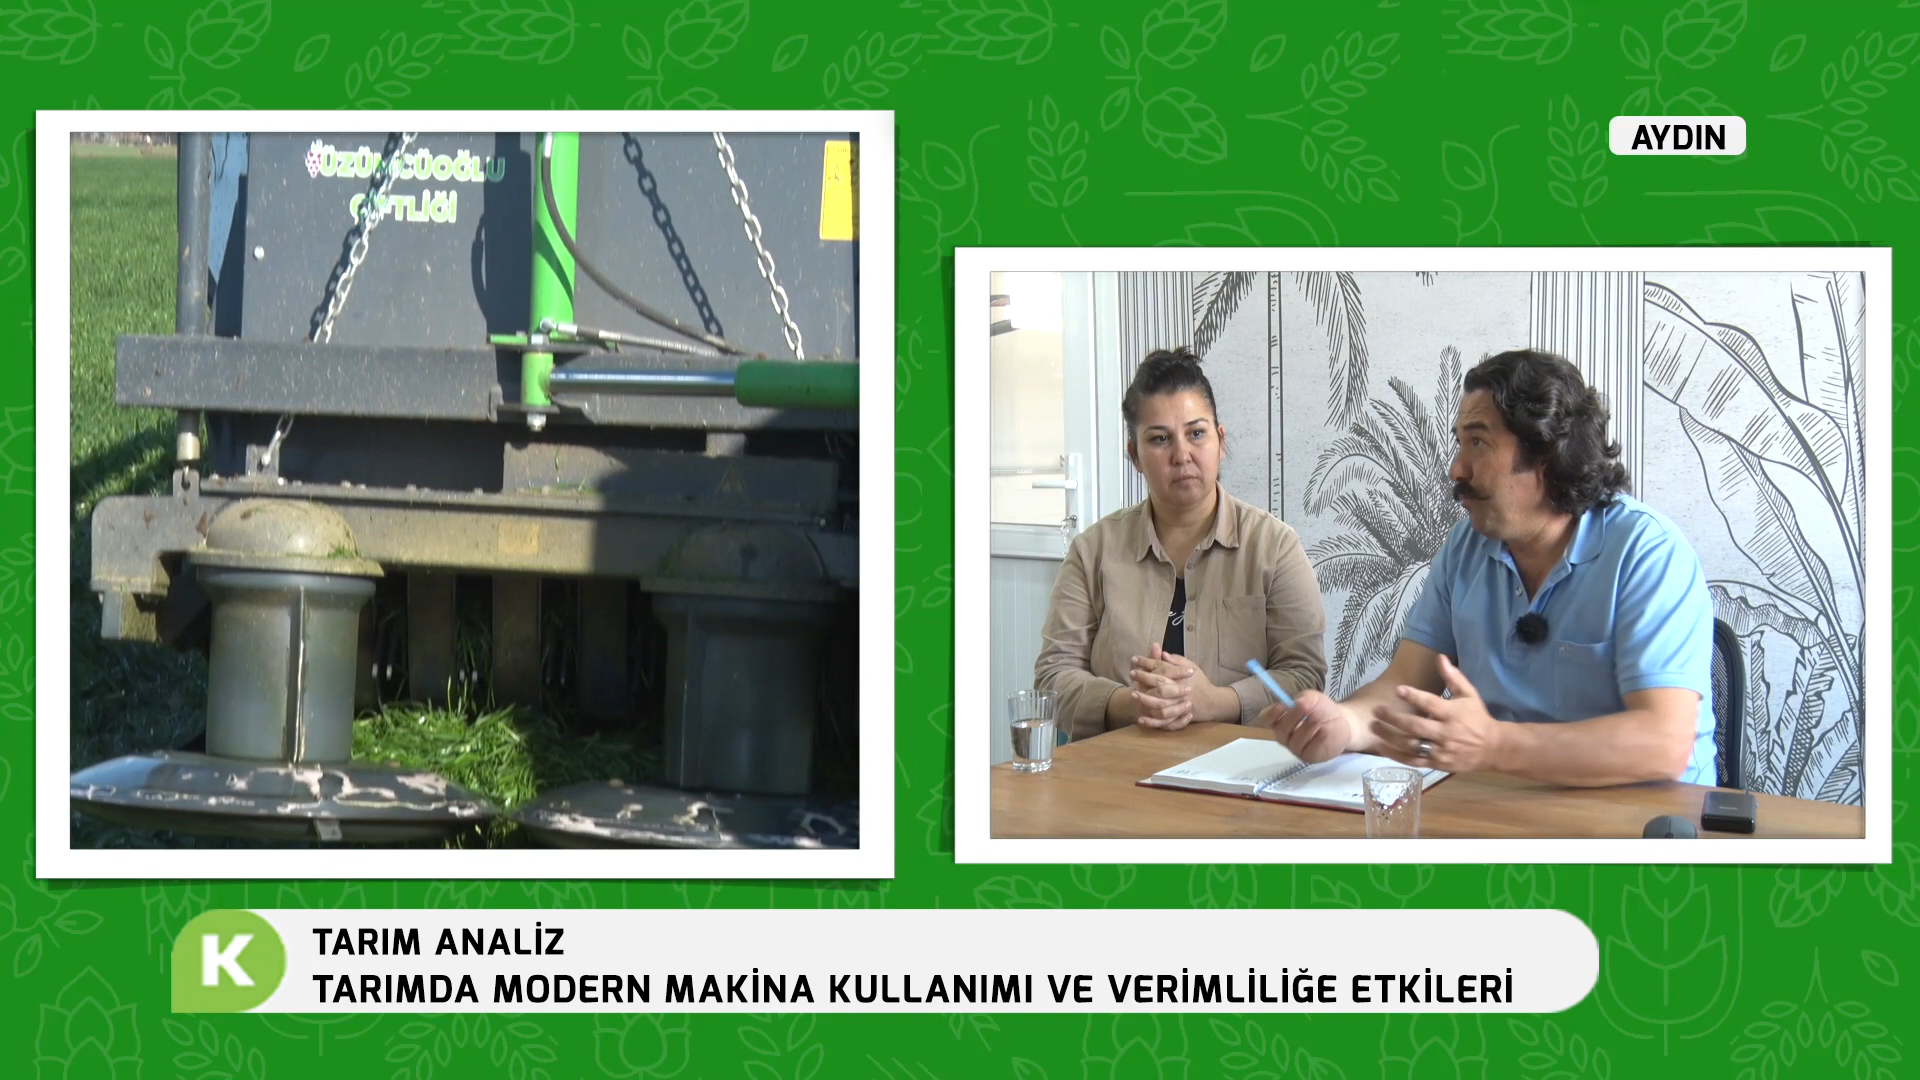 ÜZÜMCÜOĞLU
ÇİFTLİĞİ
AYDIN
K
TARIM ANALİZ
TARIMDA MODERN MAKİNA KULLANIMI VE VERİMLİLİĞE ETKİLERİ